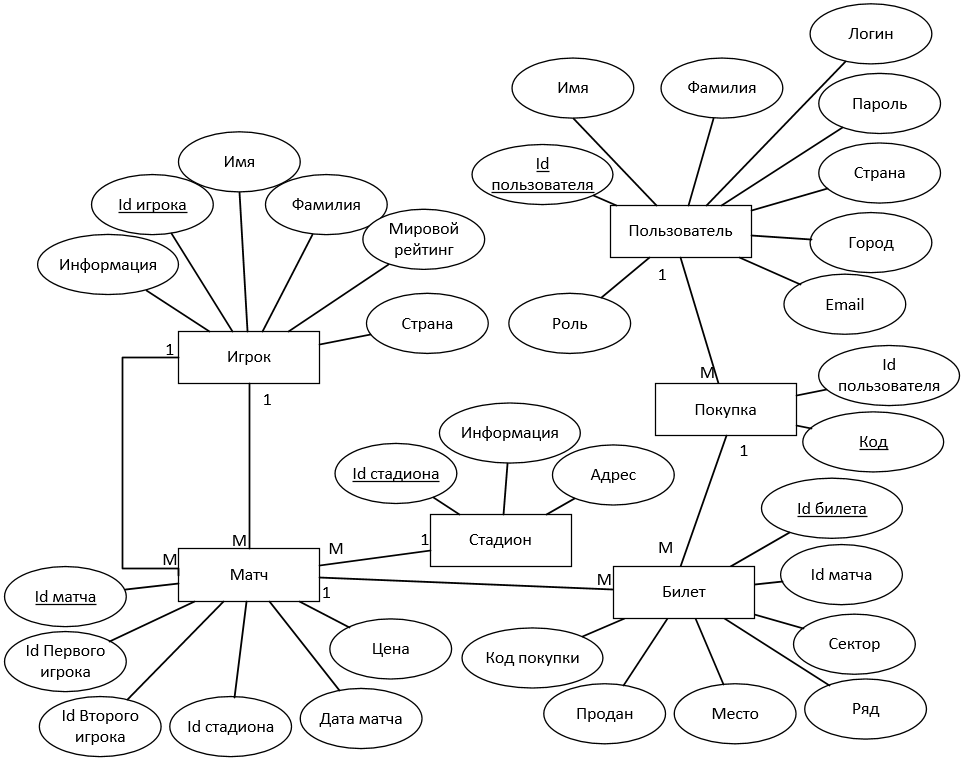 Логин
Имя
Фамилия
Пароль
Имя
Id
пользователя
Страна
Id игрока
Фамилия
Пользователь
Мировой
рейтинг
Город
Информация
1
Email
Страна
Роль
1
Игрок
Id
пользователя
М
1
Покупка
Информация
Код
1
Id стадиона
Адрес
Id билета
М
М
1
Стадион
М
М
Матч
1
М
Билет
Id матча
Id матча
Сектор
Id Первого
игрока
Цена
Код покупки
Id Второго
игрока
Id стадиона
Дата матча
Продан
Место
Ряд